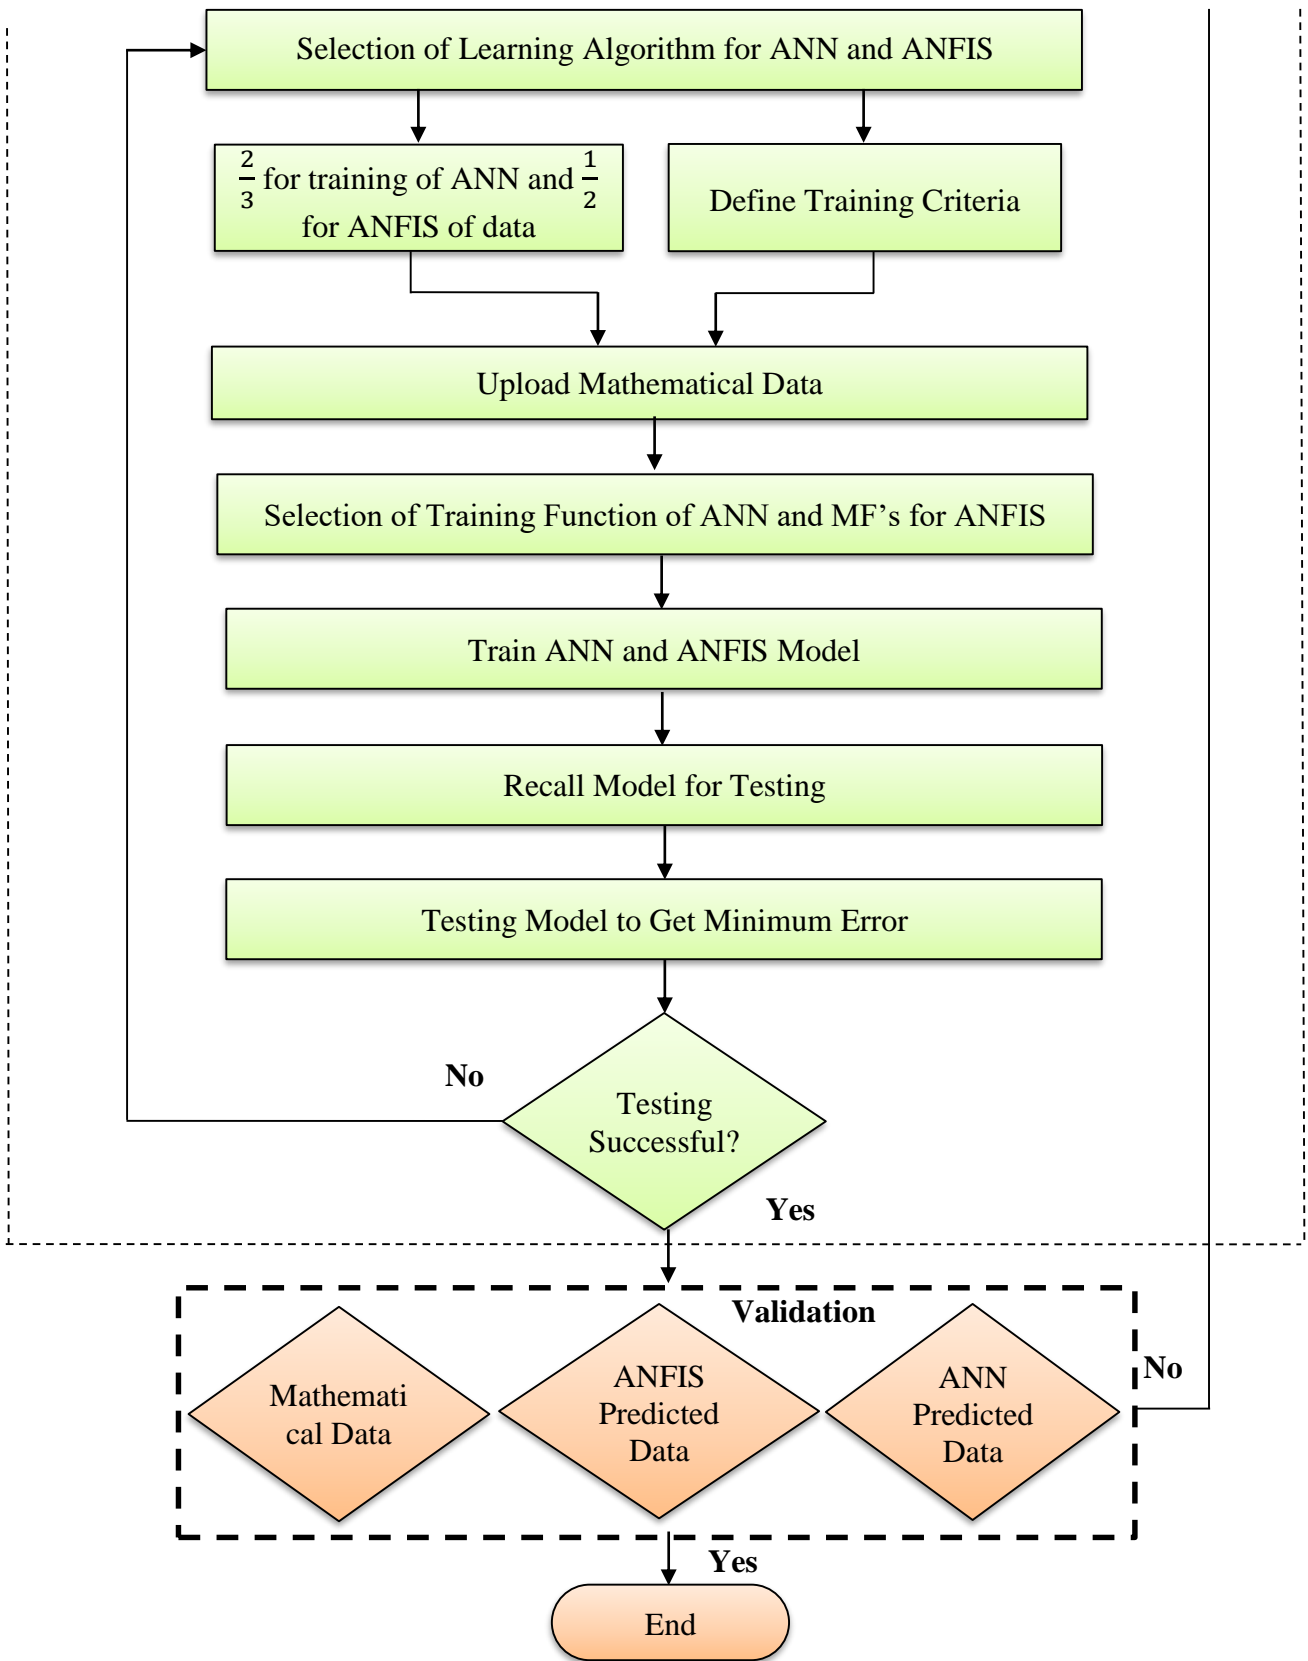 Selection of Learning Algorithm for ANN and ANFIS
2/3 for training of ANN and 1/2
for ANFIS of data
Define Training Criteria
Upload Mathematical Data
Selection of Training Function of ANN and MF’s for ANFIS
Train ANN and ANFIS Model
Recall Model for Testing
Testing Model to Get Minimum Error
No
Testing
Successful?
Yes
Validation
Mathemati
cal Data
ANFIS
Predicted
Data
ANN
Predicted
Data
No
Yes
End